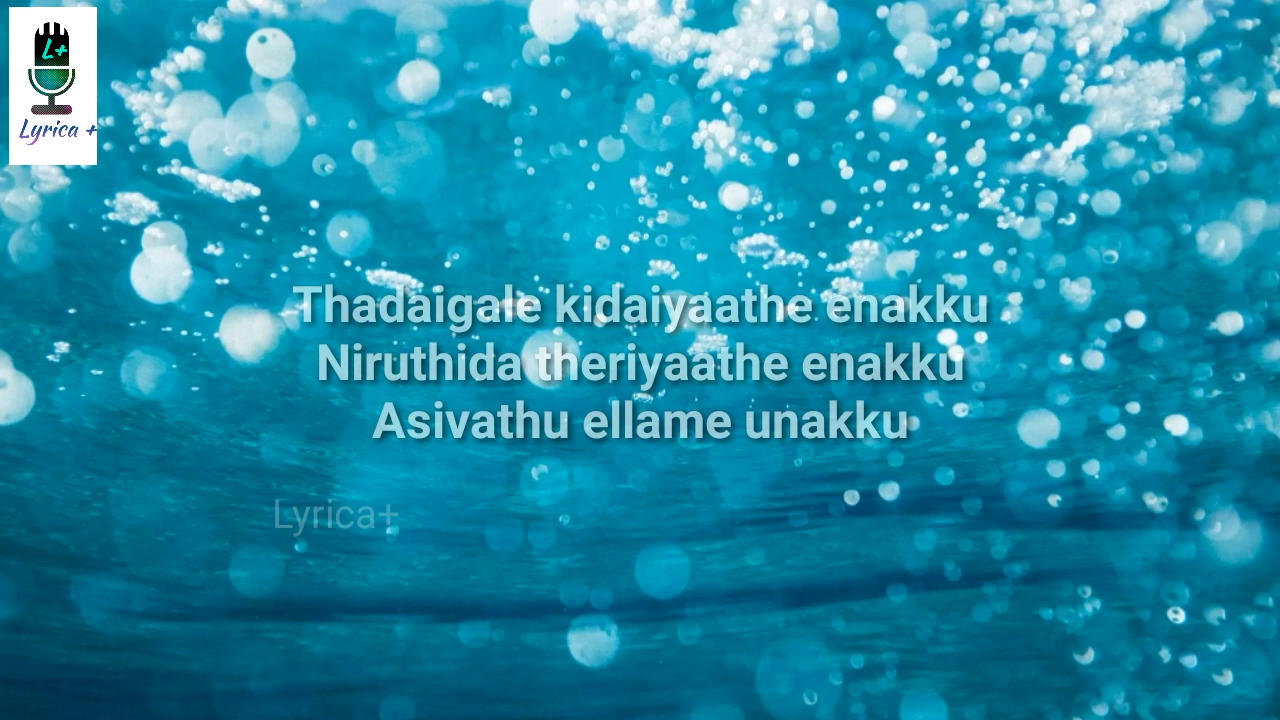 L+
Lyrica +
Thadaigale kidaiyaathe enakku
Niruthida theriyaathe enakku
Asivathu ellame unakku
Lyrica+